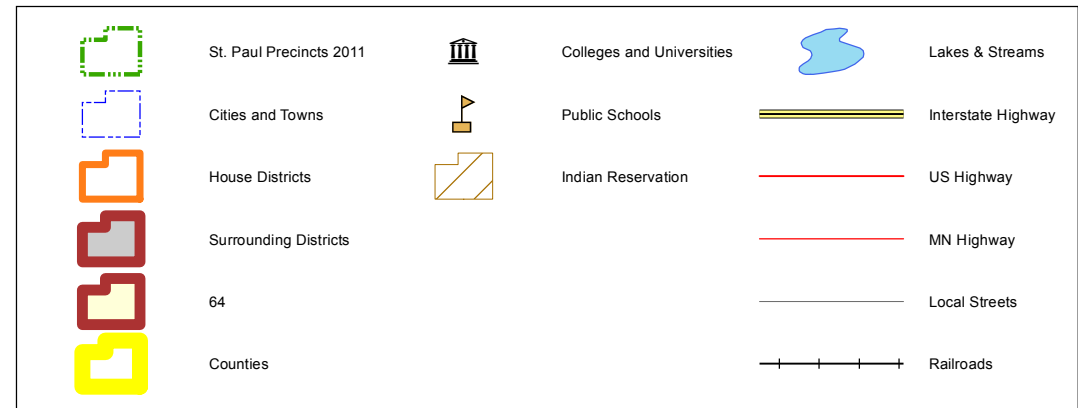 St. Paul Precincts 2011
Cities and Towns
House Districts
Surrounding Districts
64
Counties
Colleges and Universities
Public Schools
Indian Reservation
Lakes & Streams
Interstate Highway
US Highway
MN Highway
Local Streets
Railroads